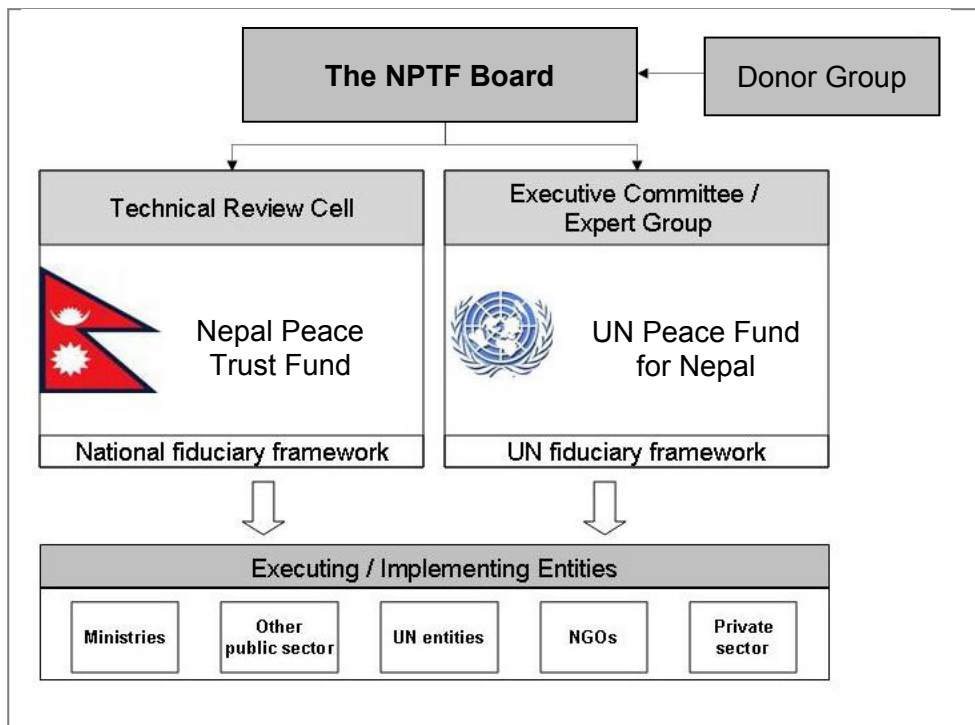 The NPTF Board
Donor Group
Technical Review Cell
Executive Committee /
Expert Group
Nepal Peace
Trust Fund
UN Peace Fund
for Nepal
National fiduciary framework
UN fiduciary framework
Executing / Implementing Entities
Ministries
Other
public sector
UN entities
NGOs
Private
sector